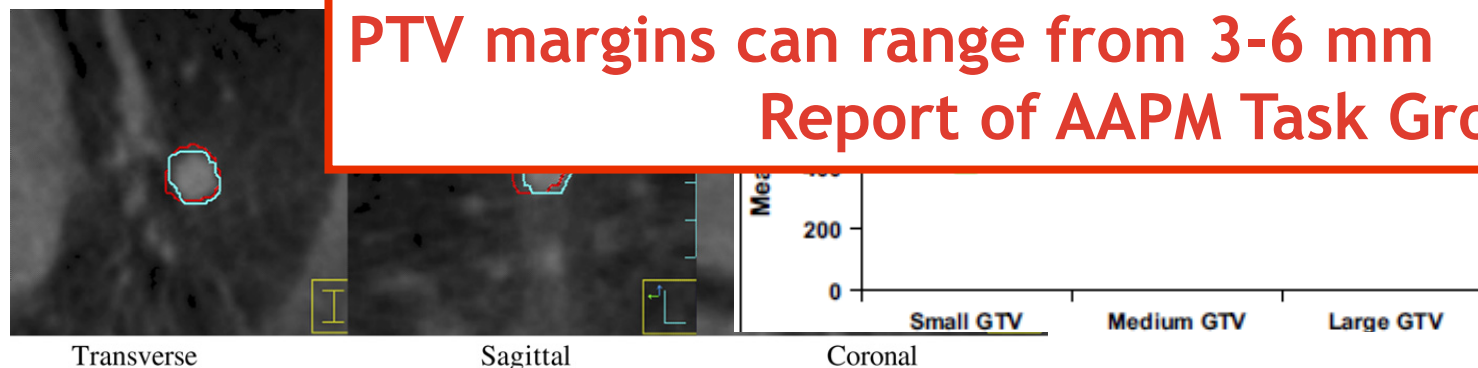 PTV margins can range from 3-6 mm
Report of AAPM Task
200
0
Small GTV
Medium GTV
Large GTV
Transverse
Sagittal
Coronal